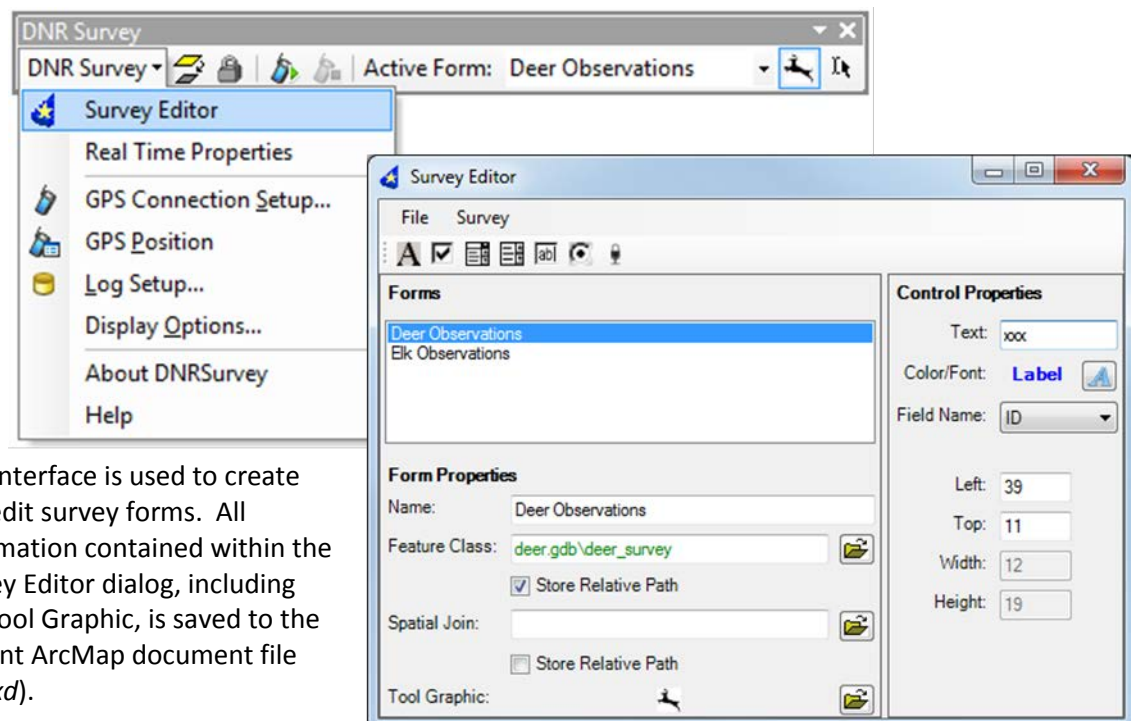 DNR Survey
DNR Survey Active Form: Deer Observations
Survey Editor
Real Time Properties
GPS Connection Setup...
GPS Position
Log Setup...
Display Options...
About DNRSurvey
Help
Survey Editor
File Survey
A ab
Forms
Deer Observations
Elk Observations
Form Properties
Name: Deer Observations
Feature Class: deer.gdb\deer_survey
Store Relative Path
Spatial Join:
Store Relative Path
Tool Graphic:
Control Properties
Text: xxx
Color/Font: Label A
Field Name: ID
Left: 39
Top: 11
Width: 12
Height: 19
nterface is used to create
edit survey forms. All
rmation contained within the
ey Editor dialog, including
ool Graphic, is saved to the
nt ArcMap document file
xd).